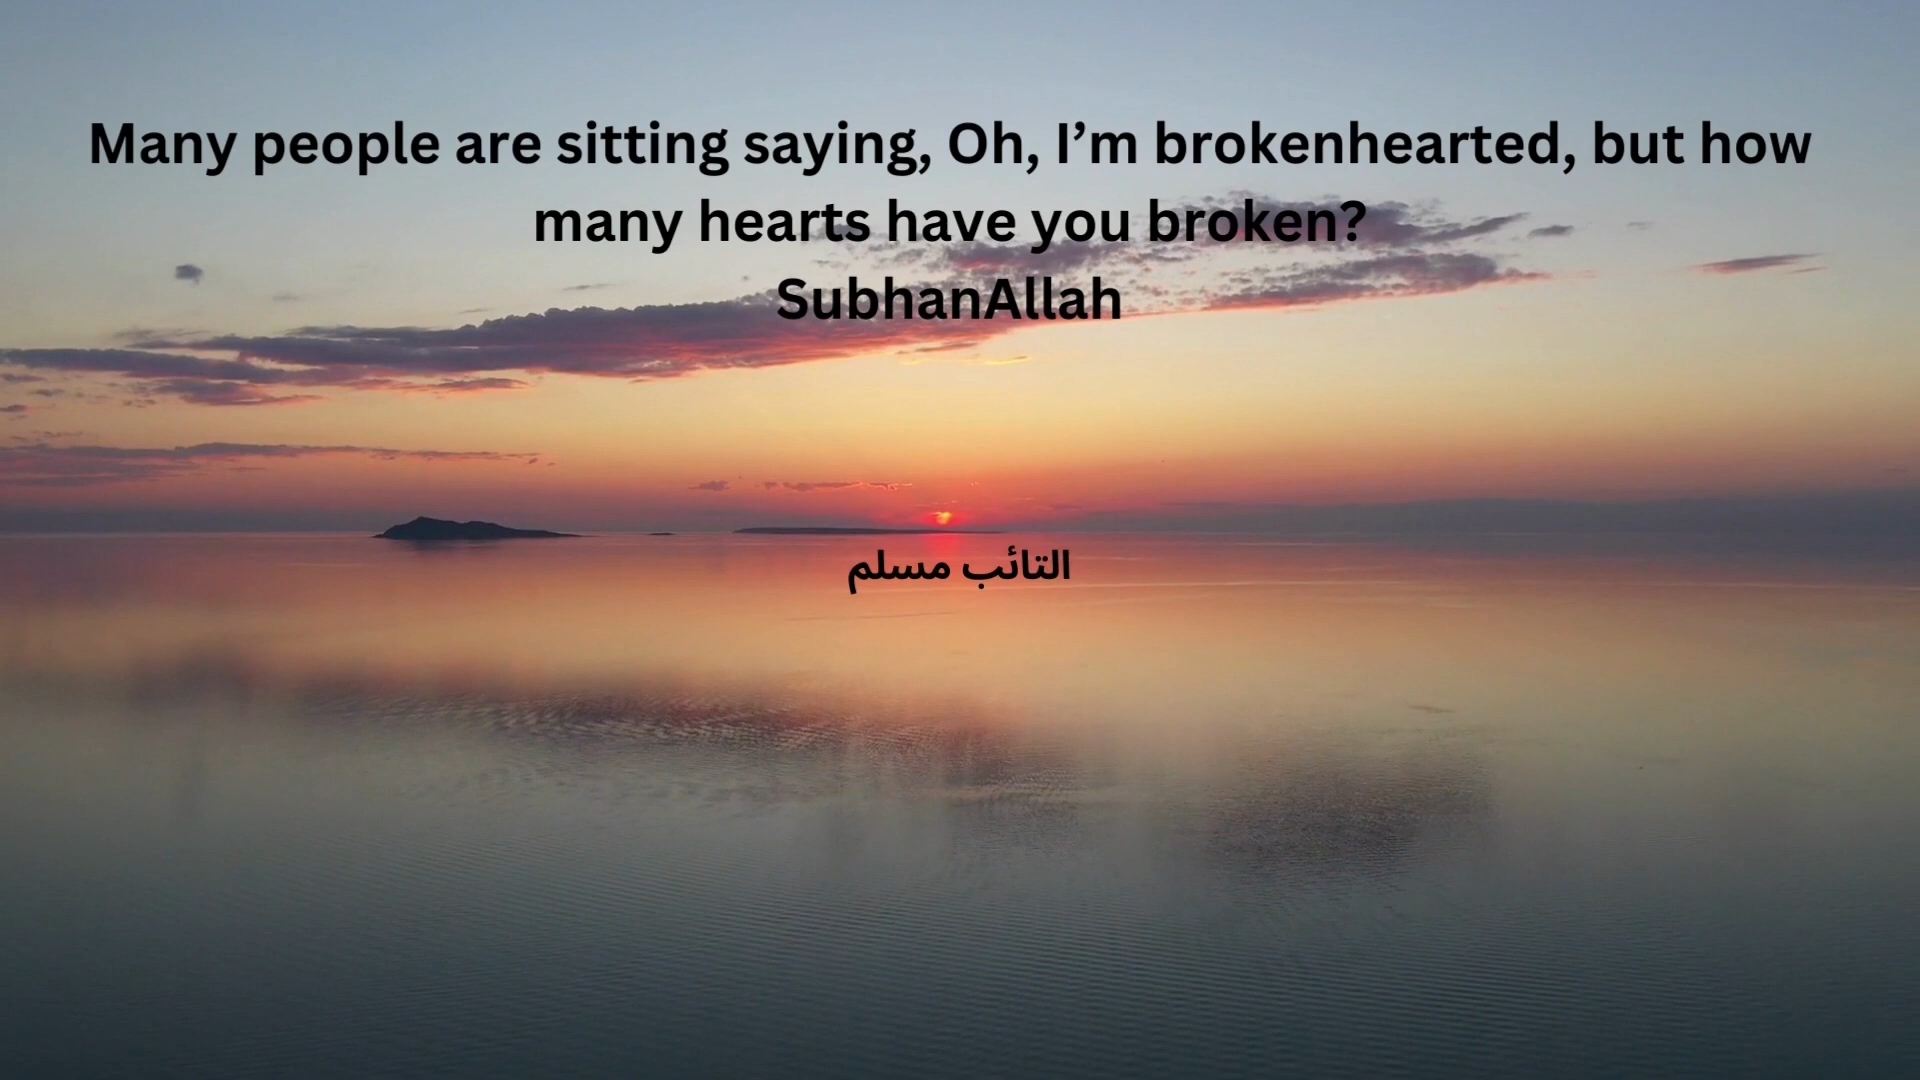 Many people are sitting saying, Oh, I’m brokenhearted, but how
many hearts have you broken?
SubhanAllah
التائب مسلم